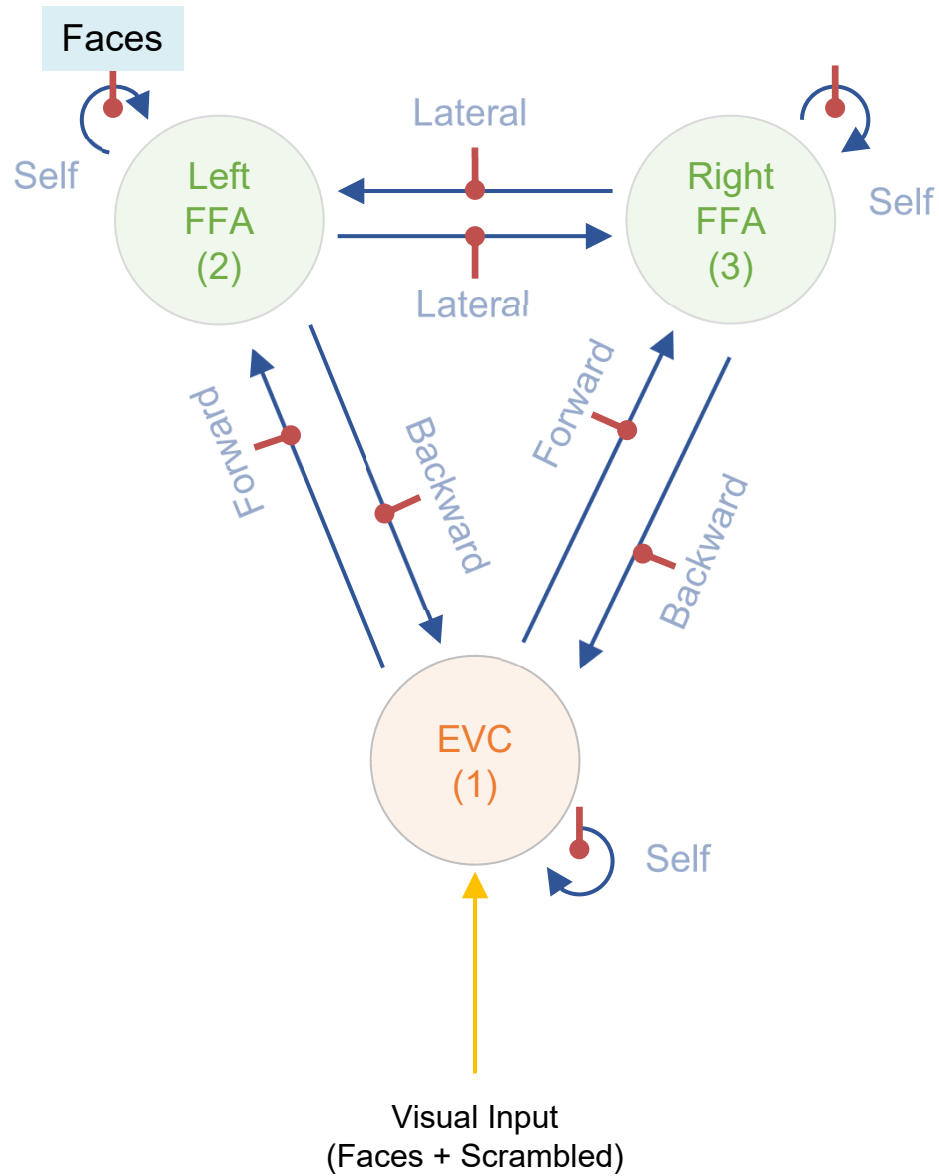 Faces
Lateral
Self
Left
FFA
(2)
Right
FFA
(3)
Self
Lateral
Forward
Backward
Forward
Backward
EVC
(1)
Self
Visual Input
(Faces + Scrambled)